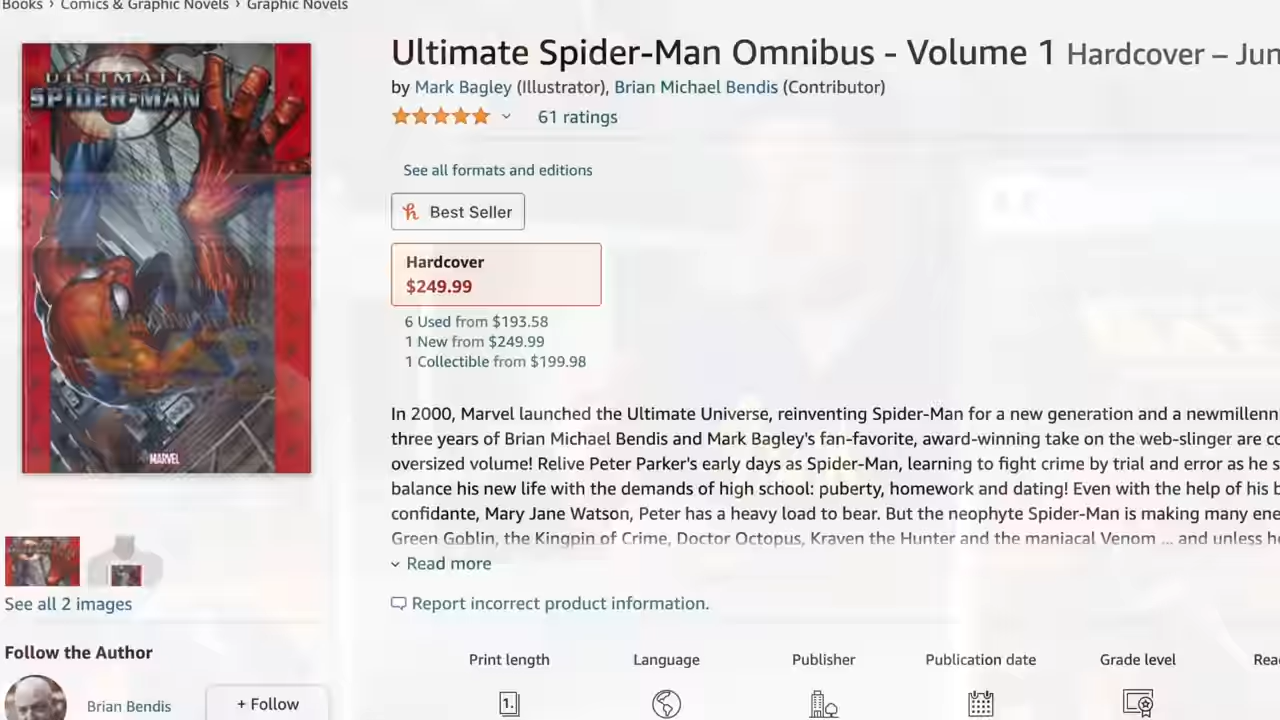 Books › Comics & Graphic Novels › Graphic Novels
ULTIMATE
SPIDER-MAN
MARVEL
See all 2 images
Follow the Author
Brian Bendis
+ Follow
Ultimate Spider-Man Omnibus - Volume 1 Hardcover – Jun
by Mark Bagley (Illustrator), Brian Michael Bendis (Contributor)
61 ratings
See all formats and editions
Best Seller
Hardcover
$249.99
6 Used from $193.58
1 New from $249.99
1 Collectible from $199.98
In 2000, Marvel launched the Ultimate Universe, reinventing Spider-Man for a new generation and a newmillenn
three years of Brian Michael Bendis and Mark Bagley's fan-favorite, award-winning take on the web-slinger are co
oversized volume! Relive Peter Parker's early days as Spider-Man, learning to fight crime by trial and error as he s
balance his new life with the demands of high school: puberty, homework and dating! Even with the help of his b
confidante, Mary Jane Watson, Peter has a heavy load to bear. But the neophyte Spider-Man is making many ene
Green Goblin, the Kingpin of Crime, Doctor Octopus, Kraven the Hunter and the maniacal Venom ... and unless he
Read more
Report incorrect product information.
Print length
Language
Publisher
Publication date
Grade level
Rea
1.